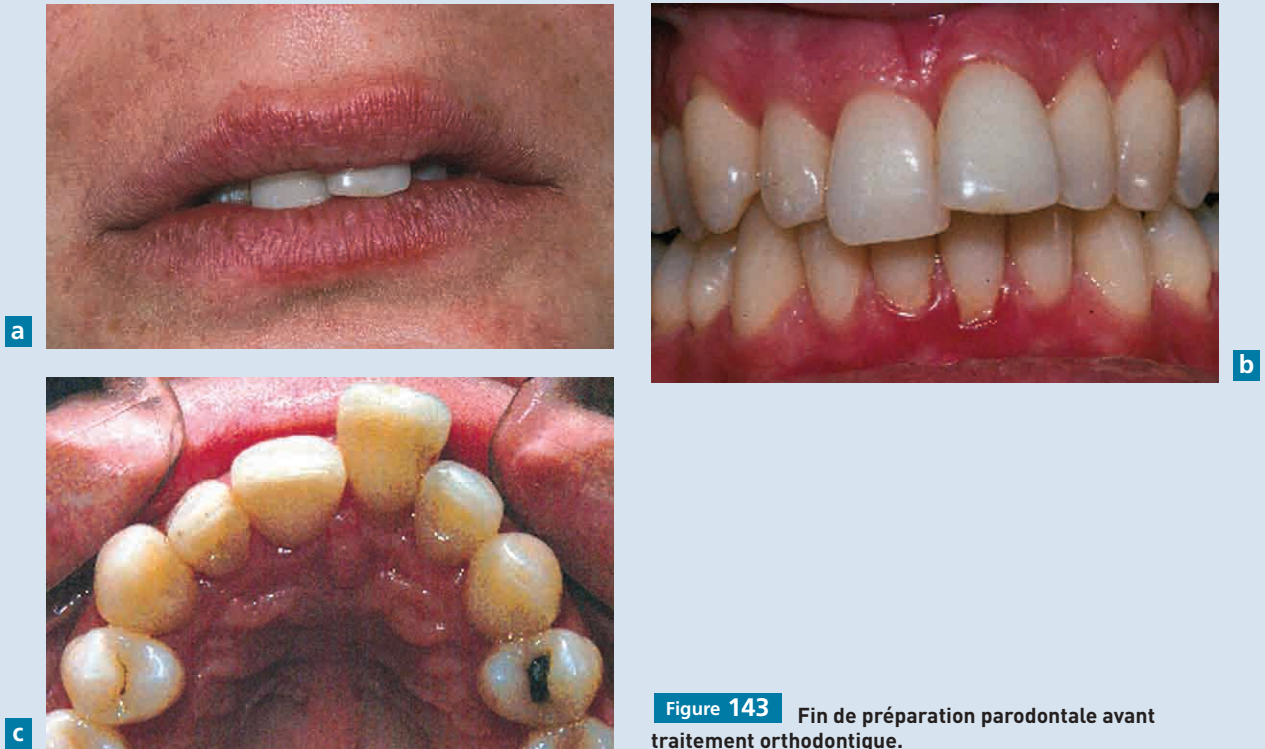 a
b
c
Figure 143 Fin de préparation parodontale avant
traitement orthodontique.